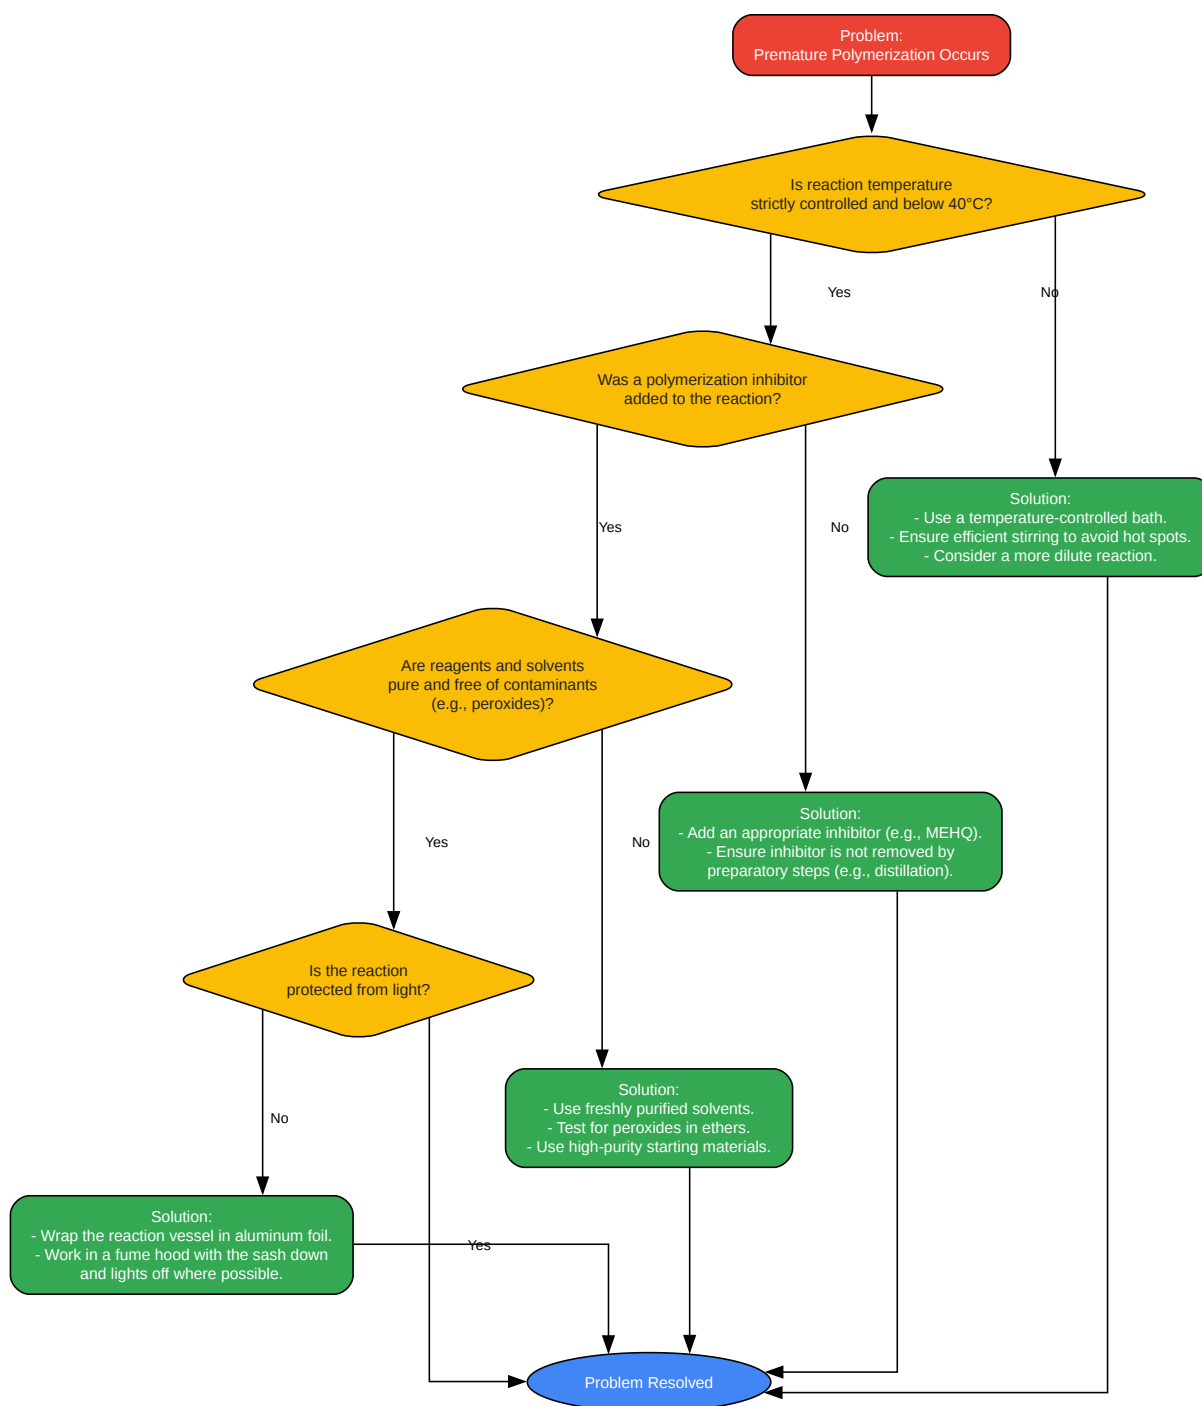 Problem:
Premature Polymerization Occurs
Is reaction temperature
strictly controlled and below 40°C?
Yes
No
Was a polymerization inhibitor
added to the reaction?
Yes
No
Solution:
- Use a temperature-controlled bath.
- Ensure efficient stirring to avoid hot spots.
- Consider a more dilute reaction.
Are reagents and solvents
pure and free of contaminants
(e.g., peroxides)?
Yes
No
Solution:
- Add an appropriate inhibitor (e.g., MEHQ).
- Ensure inhibitor is not removed by
preparatory steps (e.g., distillation).
Is the reaction
protected from light?
No
Solution:
- Use freshly purified solvents.
- Test for peroxides in ethers.
- Use high-purity starting materials.
Solution:
- Wrap the reaction vessel in aluminum foil.
- Work in a fume hood with the sash down
and lights off where possible.
Yes
Problem Resolved